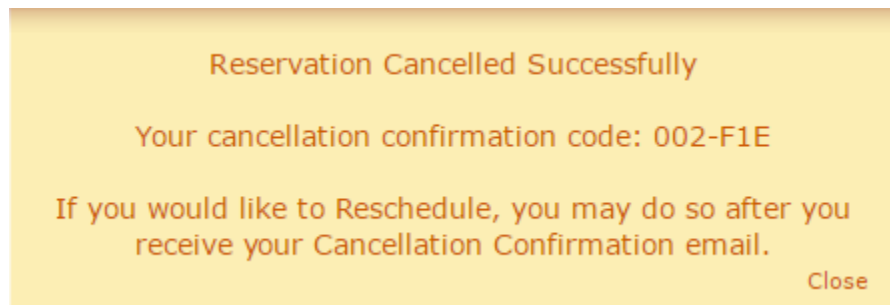 Reservation Cancelled Successfully
Your cancellation confirmation code: 002-F1E
If you would like to Reschedule, you may do so after you
receive your Cancellation Confirmation email.
Close